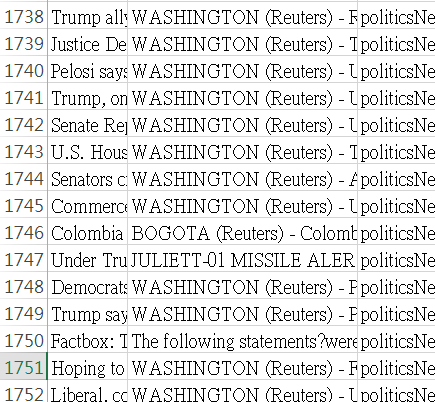 1738 Trump ally WASHINGTON (Reuters) - politicsNe
1739 Justice De WASHINGTON (Reuters) - T politicsNe
1740 Pelosi says WASHINGTON (Reuters) - U politicsNe
1741 Trump, on WASHINGTON (Reuters) - U politicsNe
1742 Senate Rep WASHINGTON (Reuters) - U politicsNe
1743 U.S. Hous WASHINGTON (Reuters) - T politicsNe
1744 Senators c WASHINGTON (Reuters) - A politicsNe
1745 Commerce WASHINGTON (Reuters) - U politicsNe
1746 Colombia BOGOTA (Reuters) - Colomb politicsNe
1747 Under Tru JULIETT-01 MISSILE ALER politicsNe
1748 Democrats WASHINGTON (Reuters) - politicsNe
1749 Trump say WASHINGTON (Reuters) - politicsNe
1750 Factbox: T The following statements?were politicsNe
1751 Hoping to WASHINGTON (Reuters) - politicsNe
1752 Liberal, co WASHINGTON (Reuters) - U politicsNe